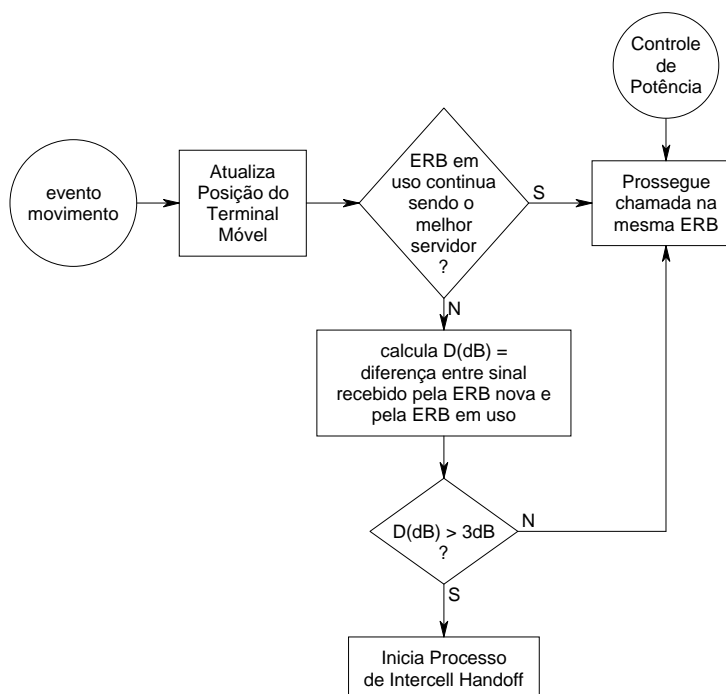 Controle
de
Potência
evento
movimento
Atualiza
Posição do
Terminal
Móvel
ERB em
uso continua
sendo o
melhor
servidor
?
S
Prossegue
chamada na
mesma ERB
N
calcula D(dB) =
diferença entre sinal
recebido pela ERB nova e
pela ERB em uso
D(dB) > 3dB
?
N
S
Inicia Processo
de Intercell Handoff